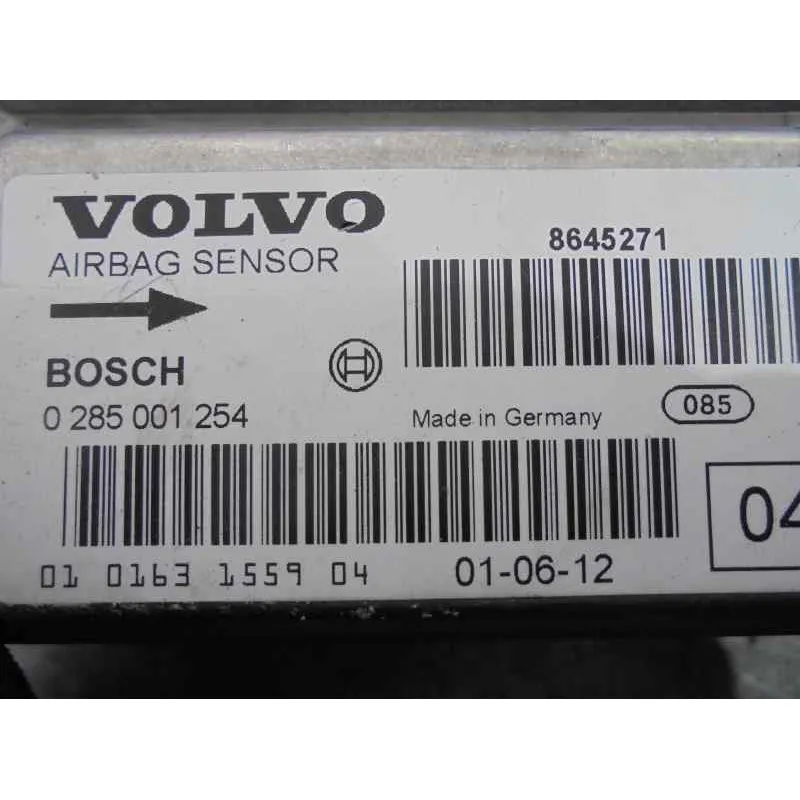 VOLVO
8645271
AIRBAG SENSOR
BOSCH
0 285 001 254
Made in Germany
085
04
01 0163 1559 04
01-06-12